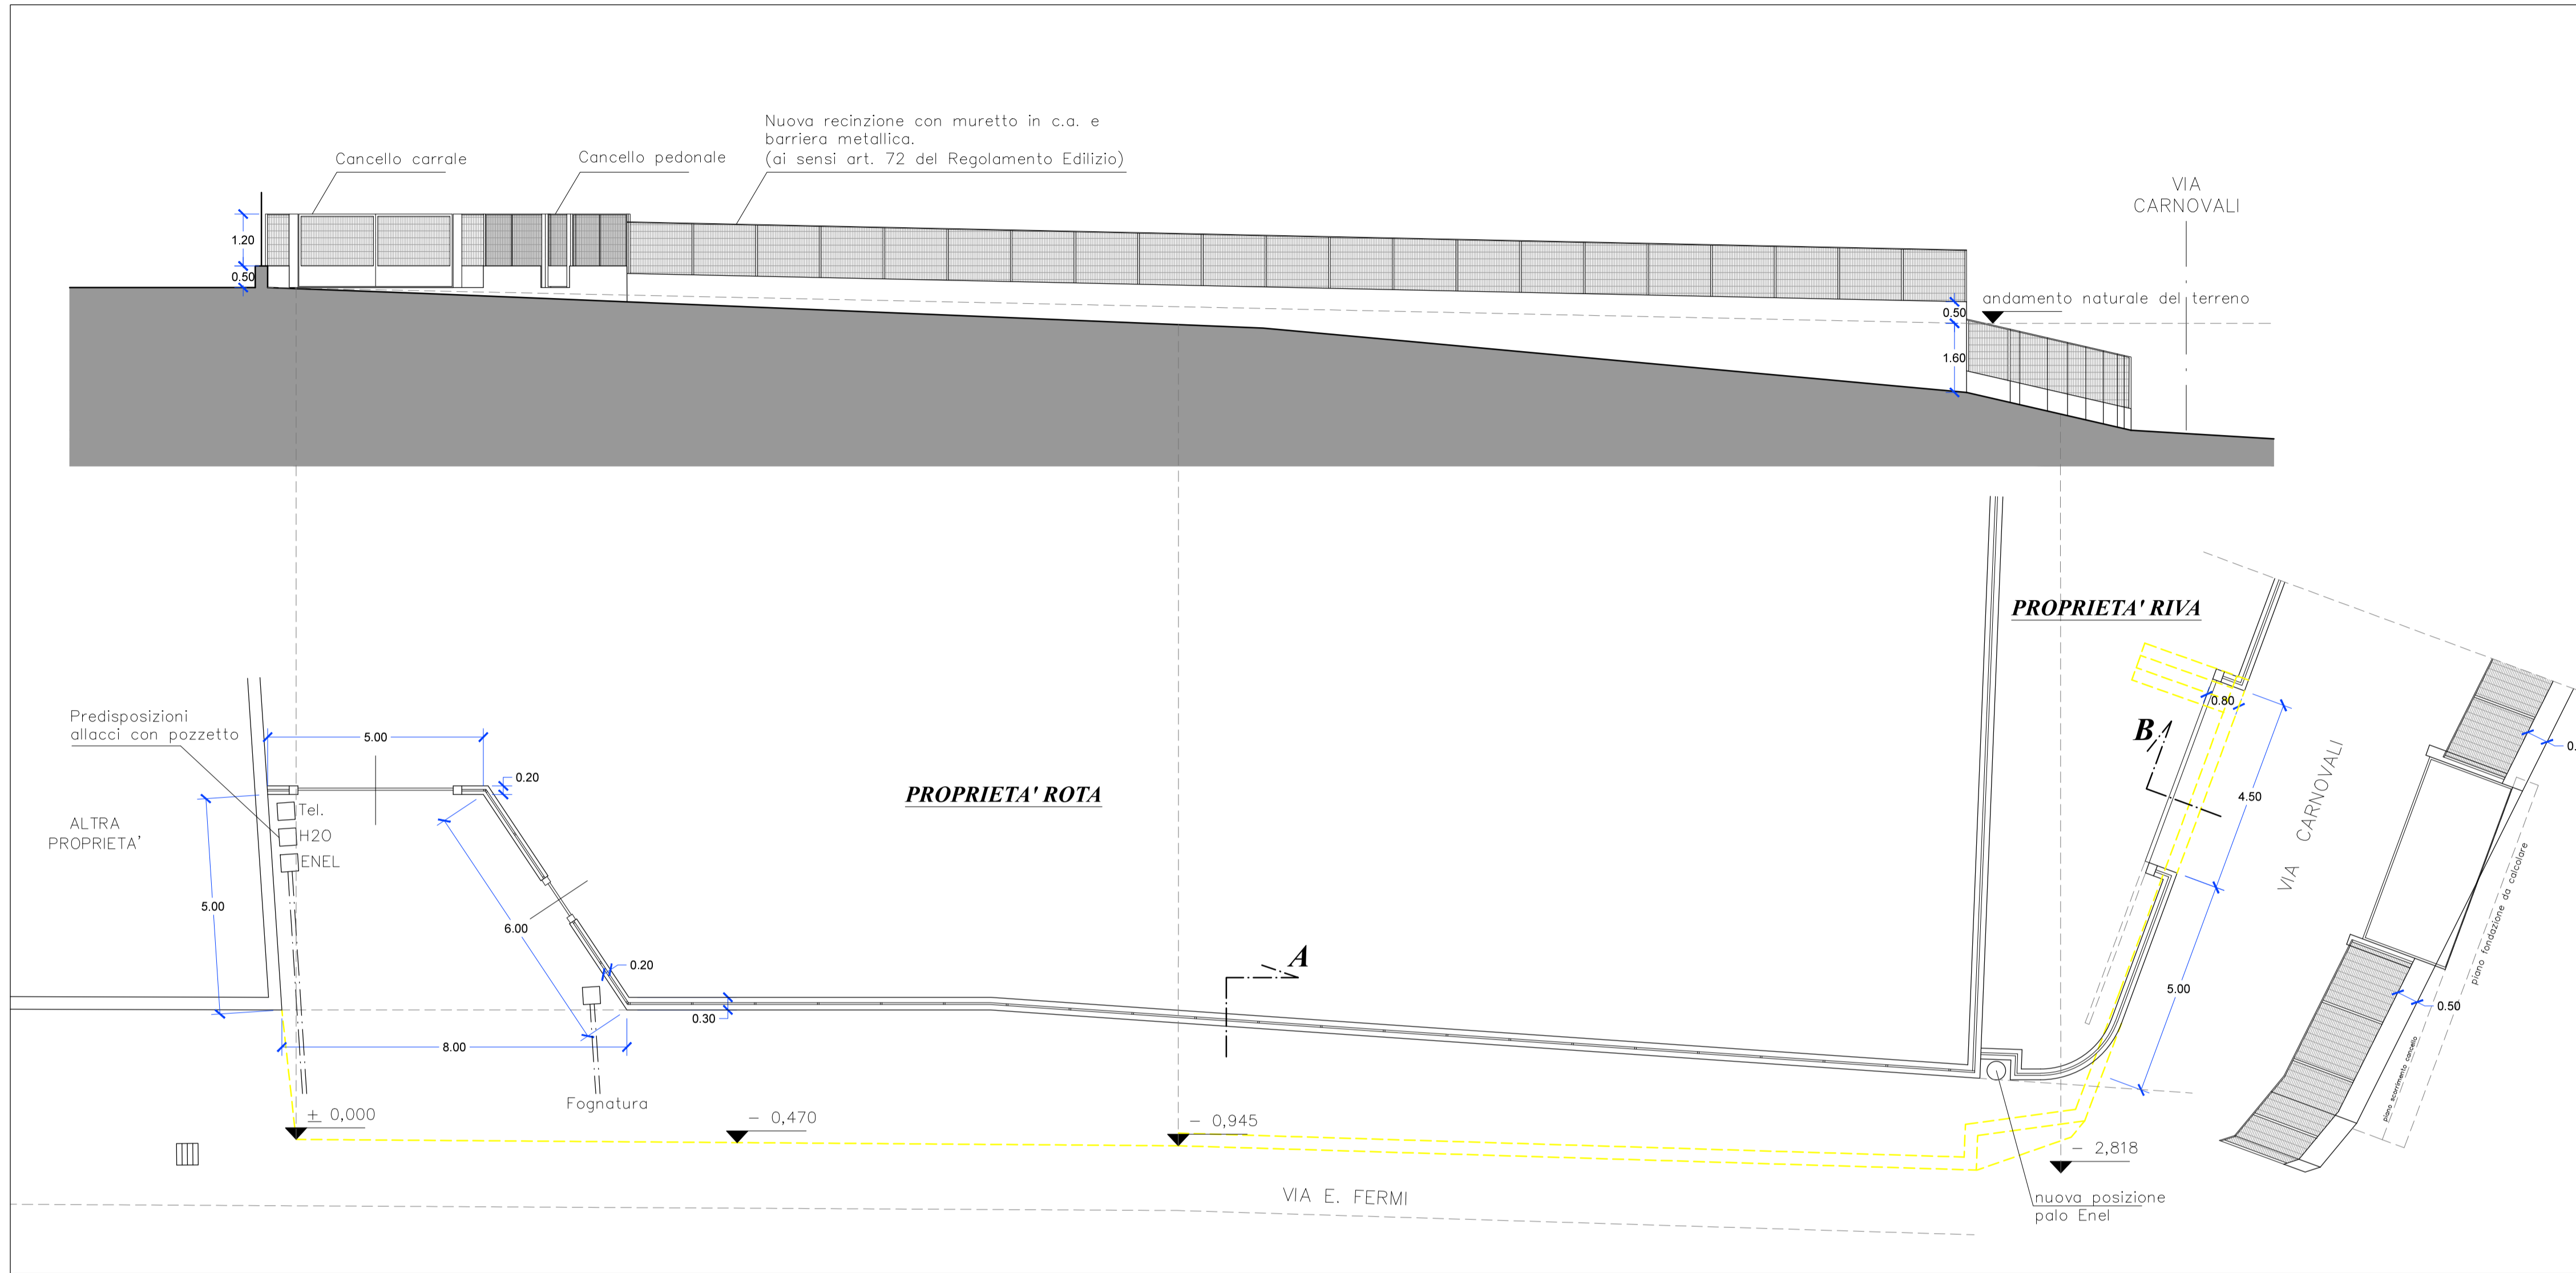 Nuova recinzione con muretto in c.a. e
barriera metallica.
(ai sensi art. 72 del Regolamento Edilizio)
Cancello carrale
Cancello pedonale
VIA
CARNOVALI
1.20
0.50
andamento naturale del terreno
0.50
1.60
PROPRIETA' RIVA
Predisposizioni
allacci con pozzetto
5.00
0.20
0.80
B
4.50
VIA CARNOVALI
0.
PROPRIETA' ROTA
Tel.
H2O
ENEL
ALTRA
PROPRIETA'
5.00
6.00
0.20
A
piano fondazione da calcolare
5.00
0.50
0.30
8.00
piano scorrimento cancello
Fognatura
± 0,000
- 0,470
- 0,945
- 2,818
VIA E. FERMI
nuova posizione
palo Enel